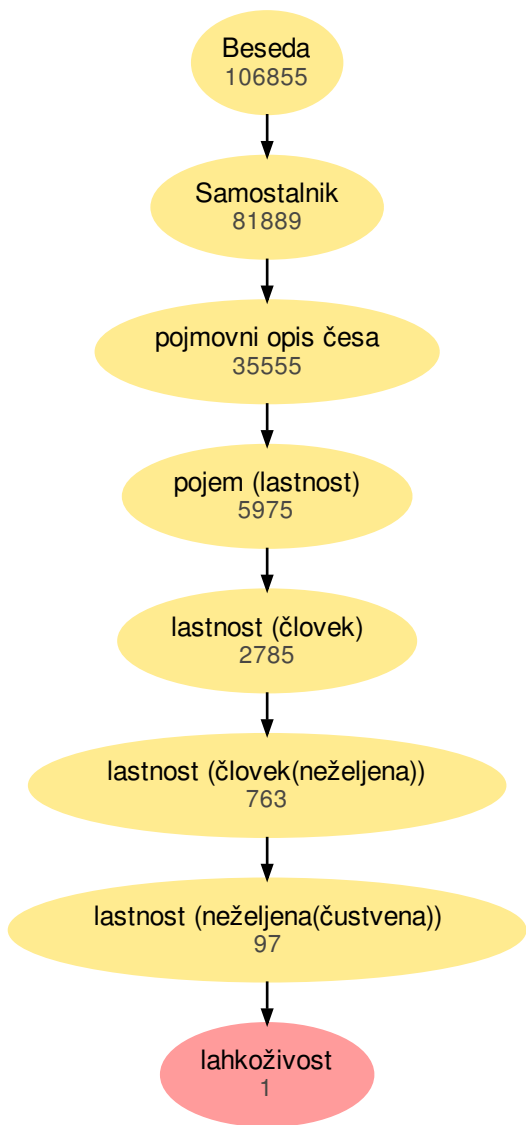 Beseda
106855
Samostalnik
81889
pojmovni opis česa
35555
pojem (lastnost)
5975
lastnost (človek)
2785
lastnost (človek(neželjena))
763
lastnost (neželjena(čustvena))
97
lahkoživost
1